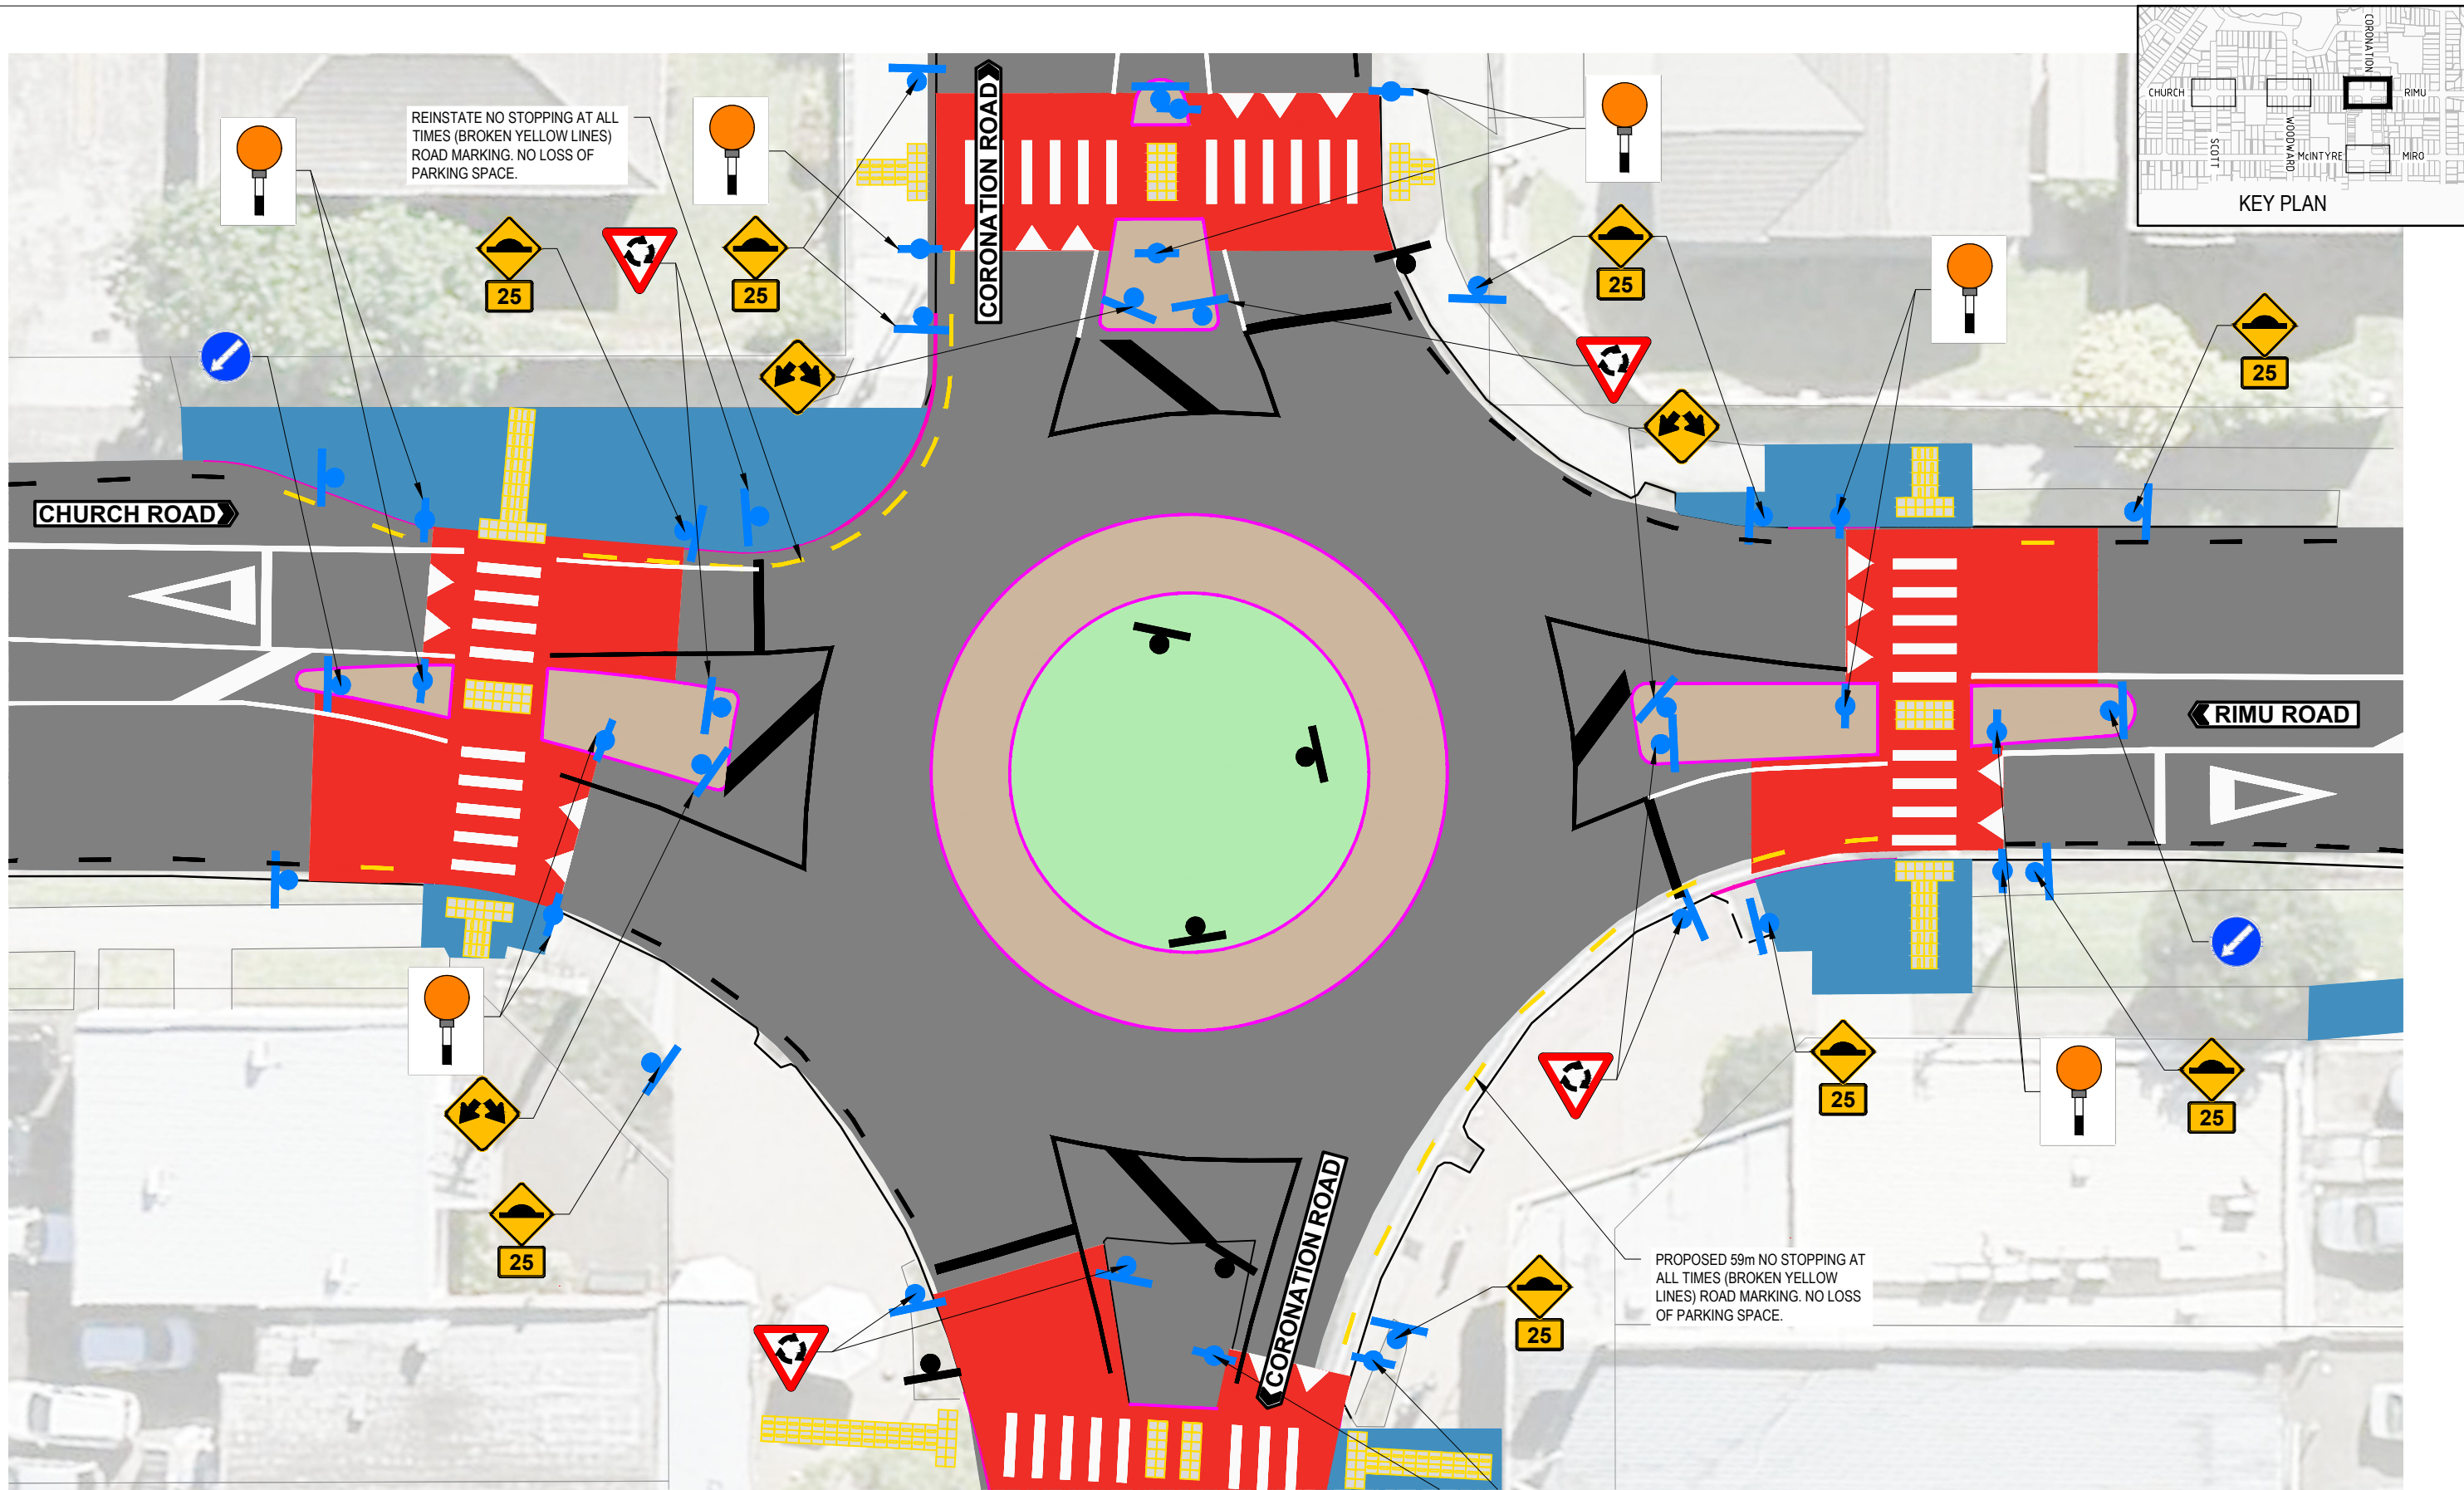 CORONATION
CHURCH
RIMU
SCOTT
WOODWARD
McINTYRE
MIRO
KEY PLAN
REINSTATE NO STOPPING AT ALL
TIMES (BROKEN YELLOW LINES)
ROAD MARKING. NO LOSS OF
PARKING SPACE.
CORONATION ROAD
25
25
25
25
CHURCH ROAD
RIMU ROAD
25
25
25
25
CORONATION ROAD
PROPOSED 59m NO STOPPING AT
ALL TIMES (BROKEN YELLOW
LINES) ROAD MARKING. NO LOSS
OF PARKING SPACE.